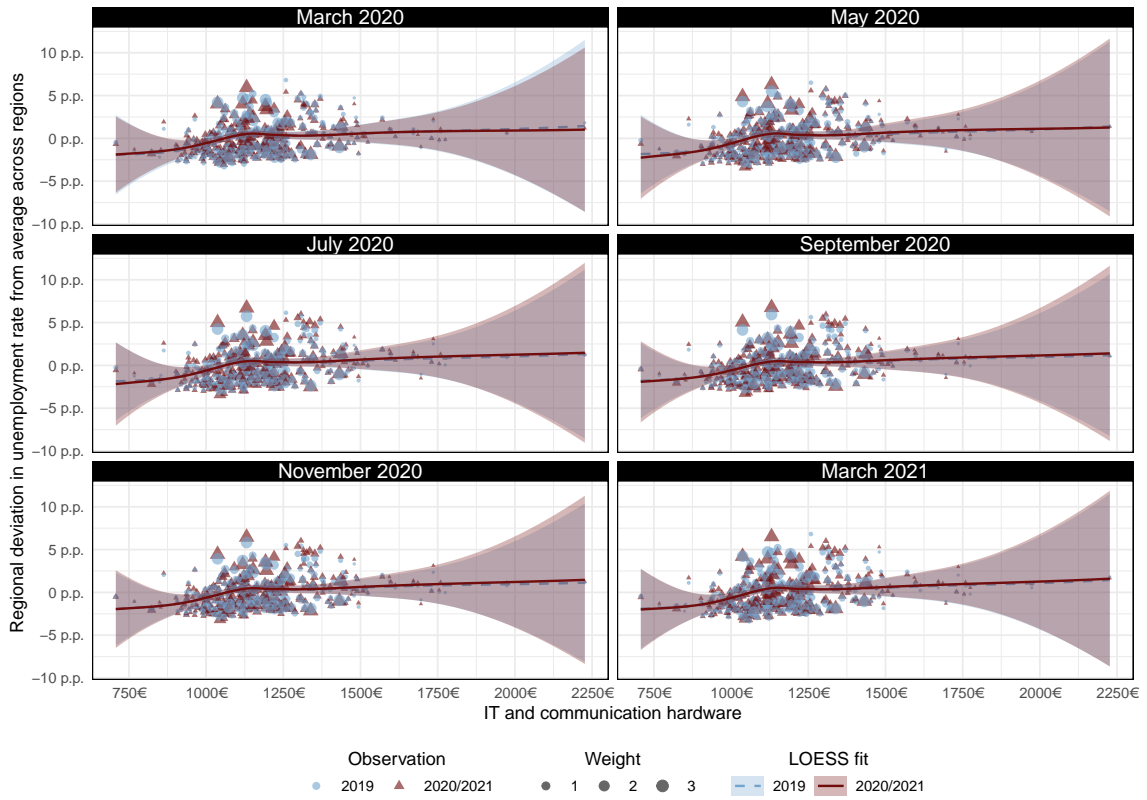 March 2020
May 2020
10 p.p.
5 p.p.
0 p.p.
−5 p.p.
−10 p.p.
July 2020
September 2020
10 p.p.
5 p.p.
0 p.p.
−5 p.p.
−10 p.p.
November 2020
March 2021
10 p.p.
5 p.p.
0 p.p.
−5 p.p.
−10 p.p.
Regional deviation in unemployment rate from average across regions
750€ 1000€ 1250€ 1500€ 1750€ 2000€ 2250€
750€ 1000€ 1250€ 1500€ 1750€ 2000€ 2250€
IT and communication hardware
Observation
2019 2020/2021
Weight
1 2 3
LOESS fit
2019 2020/2021